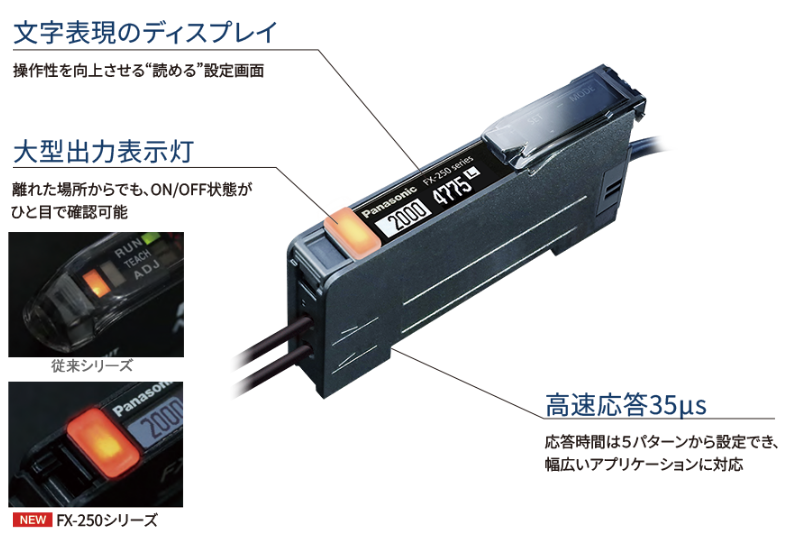 文字表現のディスプレイ
操作性を向上させる“読める”設定画面
大型出力表示灯
離れた場所からでも、ON/OFF状態が
ひと目で確認可能
RUN
TEACH
ADJ
従来シリーズ
Panasonic
2000
NEW FX-250シリーズ
Panasonic FX-250 series
2000 4775 L
SET MODE
高速応答35μs
応答時間は5パターンから設定でき、
幅広いアプリケーションに対応